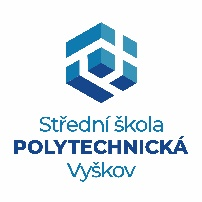 Střední škola
POLYTECHNICKÁ
Vyškov